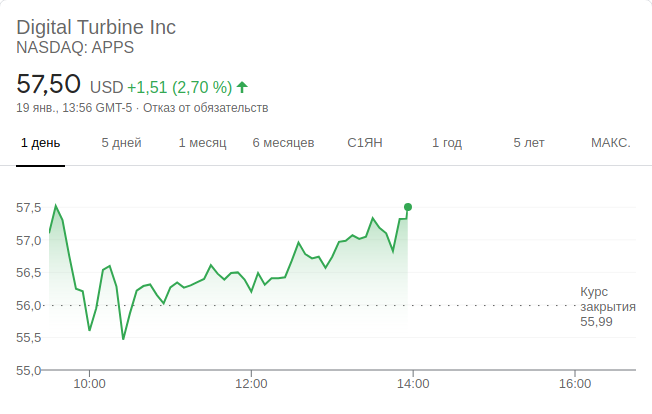 Digital Turbine Inc
NASDAQ: APPS
57,50 USD +1,51 (2,70 %)
19 янв., 13:56 GMT-5 · Отказ от обязательств
1 день 5 дней 1 месяц 6 месяцев С1ЯН 1 год 5 лет МАКС.
57,5
57,0
56,5
56,0
55,5
55,0
Курс
закрытия
55,99
10:00 12:00 14:00 16:00